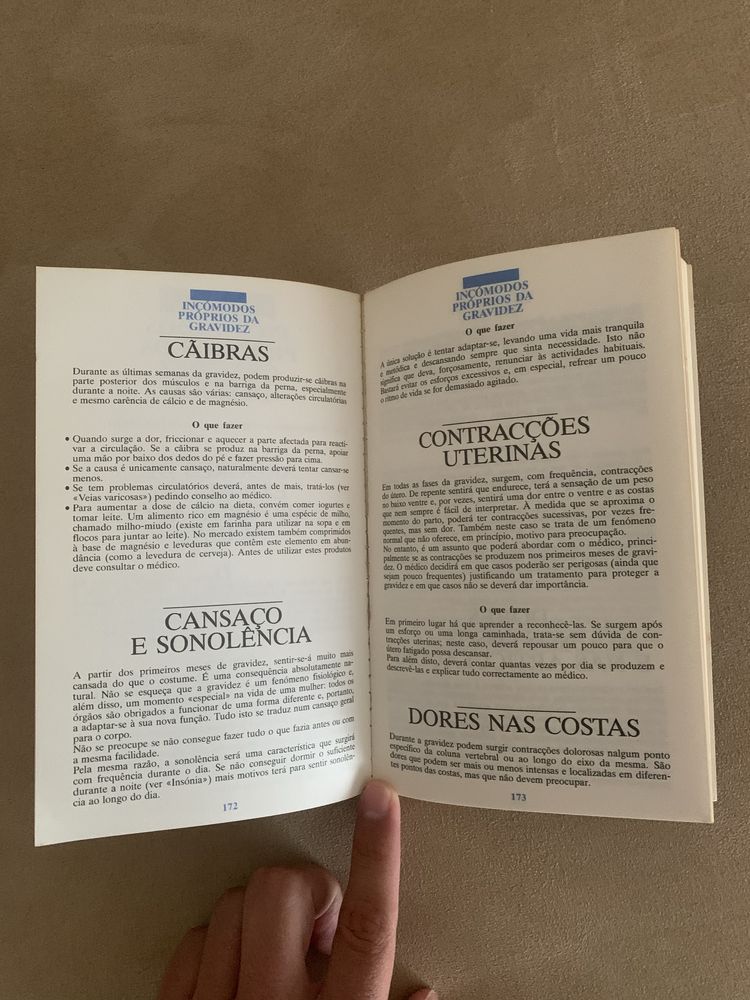 INCÓMODOS
PRÓPRIOS DA
GRAVIDEZ
CÃIBRAS
Durante as últimas semanas da gravidez, podem produzir-se cãibras na
parte posterior dos músculos e na barriga da perna, especialmente
durante a noite. As causas são várias: cansaço, alterações circulatórias
e mesmo carência de cálcio e de magnésio.
O que fazer
• Quando surge a dor, friccionar e aquecer a parte afectada para reacti-
var a circulação. Se a cãibra se produz na barriga da perna, apoiar
uma mão por baixo dos dedos do pé e fazer pressão para cima.
• Se a causa é unicamente cansaço, naturalmente deverá tentar cansar-se
menos.
• Se tem problemas circulatórios deverá, antes de mais, tratá-los (ver
«Veias varicosas») pedindo conselho ao médico.
• Para aumentar a dose de cálcio na dieta, convém comer iogurtes e
tomar leite. Um alimento rico em magnésio é uma espécie de milho,
chamado milho-miudo (existe em farinha para utilizar na sopa e em
flocos para juntar ao leite). No mercado existem também comprimidos
à base de magnésio e leveduras que contêm este elemento em abun-
dância (como a levedura de cerveja). Antes de utilizar estes produtos
deve consultar o médico.
CANSAÇO
E SONOLÊNCIA
A partir dos primeiros meses de gravidez, sentir-se-á muito mais
cansada do que o costume. É uma consequência absolutamente na-
tural. Não se esqueça que a gravidez é um fenómeno fisiológico e,
além disso, um momento «especial» na vida de uma mulher: todos os
órgãos são obrigados a funcionar de uma forma diferente e, portanto,
a adaptar-se à sua nova função. Tudo isto se traduz num cansaço geral
para o corpo.
Não se preocupe se não consegue fazer tudo o que fazia antes ou com
a mesma facilidade.
Pela mesma razão, a sonolência será uma característica que surgirá
com frequência durante o dia. Se não conseguir dormir o suficiente
durante a noite (ver «Insónia») mais motivos terá para sentir sonolên-
cia ao longo do dia.
172
INCÓMODOS
PRÓPRIOS DA
GRAVIDEZ
O que fazer
A única solução é tentar adaptar-se, levando uma vida mais tranquila
e metódica e descansando sempre que sinta necessidade. Isto não
significa que deva, forçosamente, renunciar às actividades habituais.
Bastará evitar os esforços excessivos e, em especial, refrear um pouco
o ritmo de vida se for demasiado agitado.
CONTRACÇÕES
UTERINAS
Em todas as fases da gravidez, surgem, com frequência, contracções
do útero. De repente sentirá que endurece, terá a sensação de um peso
no baixo ventre e, por vezes, sentirá uma dor entre o ventre e as costas
que nem sempre é fácil de interpretar. À medida que se aproxima o
momento do parto, poderá ter contracções sucessivas, por vezes fre-
quentes, mas sem dor. Também neste caso se trata de um fenómeno
normal que não oferece, em princípio, motivo para preocupação.
No entanto, é um assunto que poderá abordar com o médico, princi-
palmente se as contracções se produzem nos primeiros meses de gravi-
dez. O médico decidirá em que casos poderão ser perigosas (ainda que
sejam pouco frequentes) justificando um tratamento para proteger a
gravidez e em que casos não se deverá dar importância.
O que fazer
Em primeiro lugar há que aprender a reconhecê-las. Se surgem após
um esforço ou uma longa caminhada, trata-se sem dúvida de con-
tracções uterinas; neste caso, deverá repousar um pouco para que o
útero fatigado possa descansar.
Para além disto, deverá contar quantas vezes por dia se produzem e
descrevê-las e explicar tudo correctamente ao médico.
DORES NAS COSTAS
Durante a gravidez podem surgir contracções dolorosas nalgum ponto
específico da coluna vertebral ou ao longo do eixo da mesma. São
dores que podem ser mais ou menos intensas e localizadas em diferen-
tes pontos das costas, mas que não devem preocupar.
173